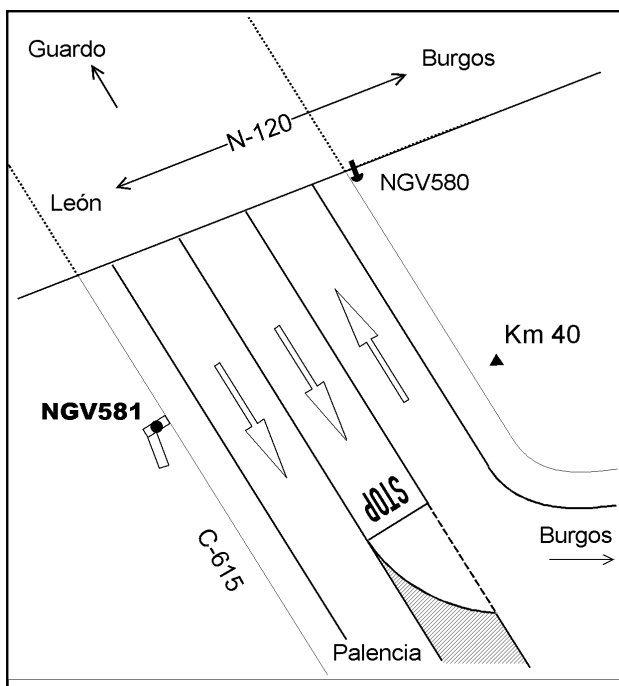 Guardo
Burgos
N-120
León
NGV580
Km 40
NGV581
STOP
C-615
Burgos
Palencia